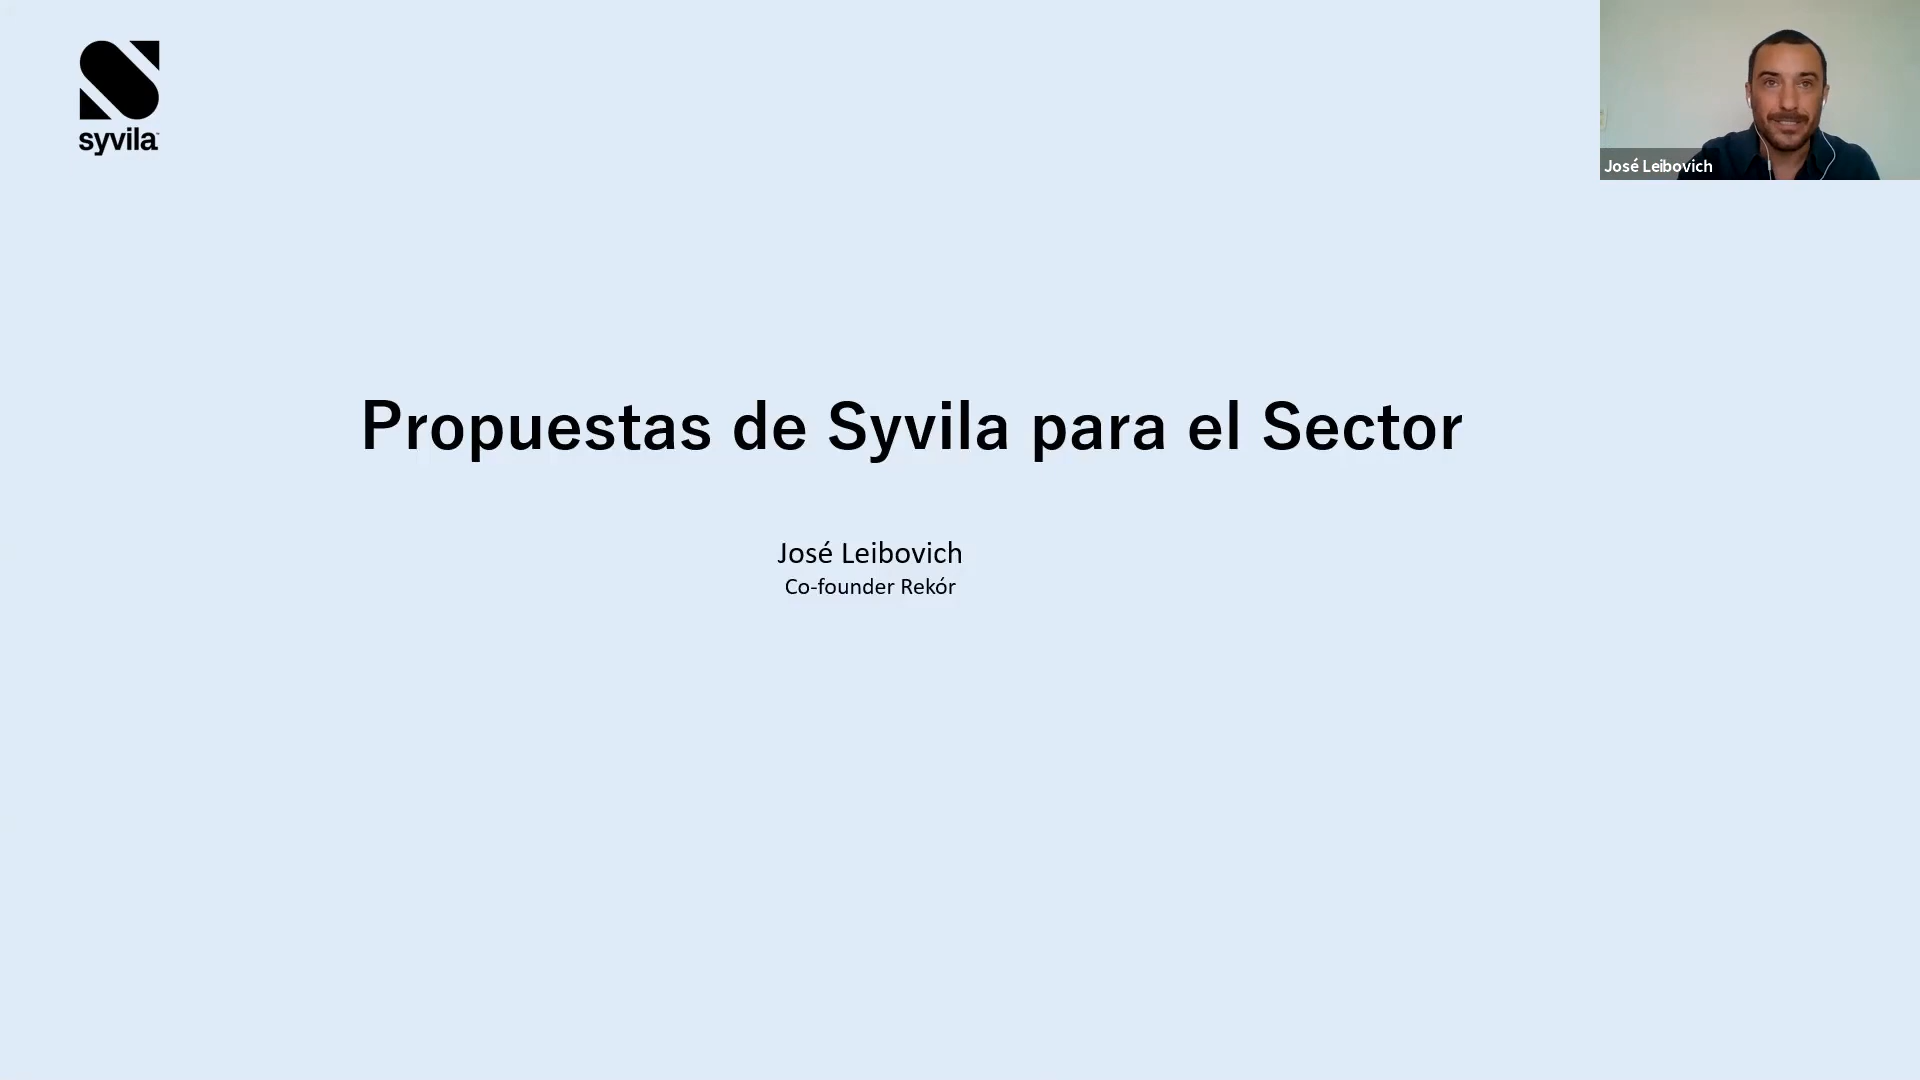 syvila
José Leibovich
Propuestas de Syvila para el Sector
José Leibovich
Co-founder Rekór